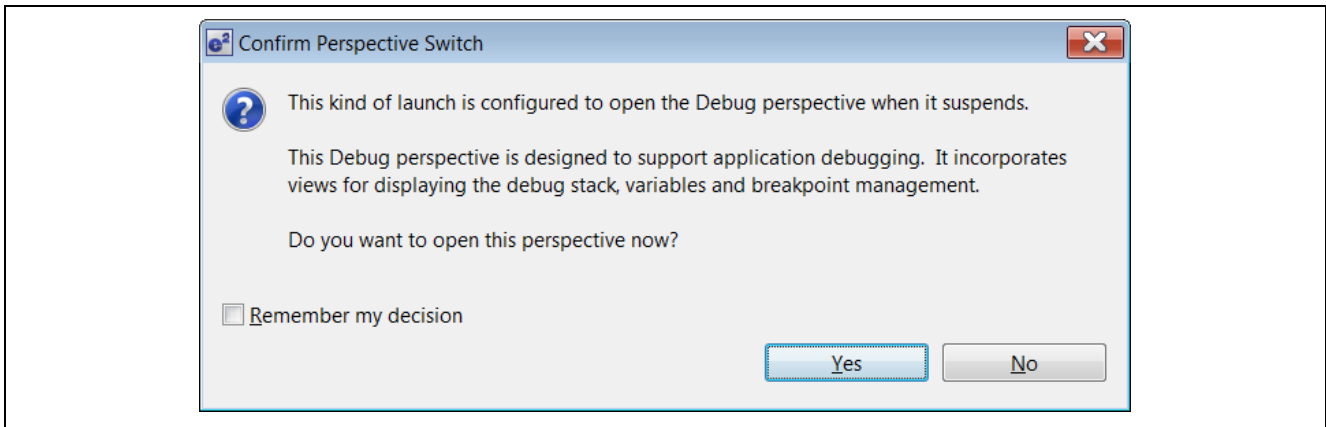 e² Confirm Perspective Switch
This kind of launch is configured to open the Debug perspective when it suspends.
This Debug perspective is designed to support application debugging.  It incorporates
views for displaying the debug stack, variables and breakpoint management.
Do you want to open this perspective now?
Remember my decision
Yes No